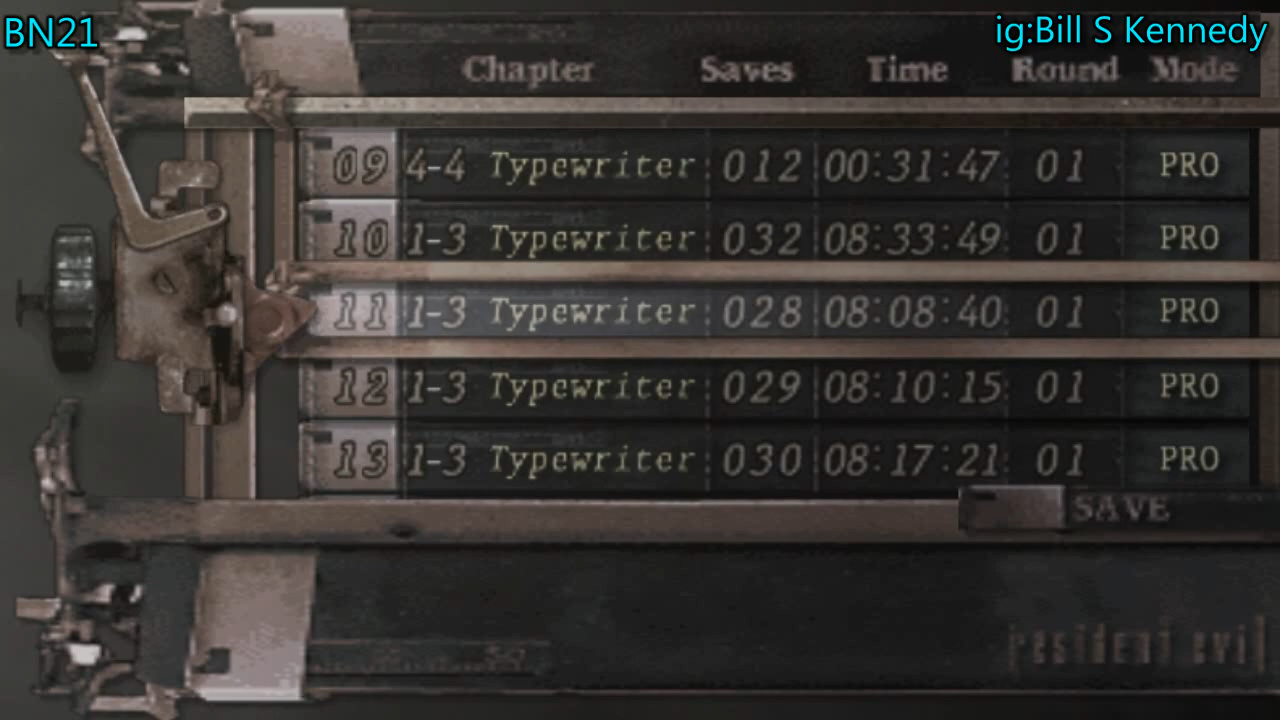 BN21
ig:Bill S Kennedy
Chapter Saves Time Round Mode
09 4-4 Typewriter 012 00:31:47 01 PRO
10 1-3 Typewriter 032 08:33:49 01 PRO
11 1-3 Typewriter 028 08:08:40 01 PRO
12 1-3 Typewriter 029 08:10:15 01 PRO
13 1-3 Typewriter 030 08:17:21 01 PRO
SAVE
resident evil